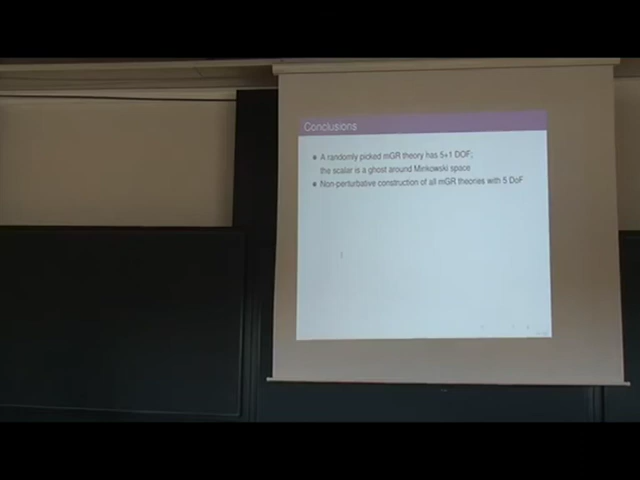 Conclusions
A randomly picked mGR theory has 5+1 DOF;
the scalar is a ghost around Minkowski space
Non-perturbative construction of all mGR theories with 5 DoF